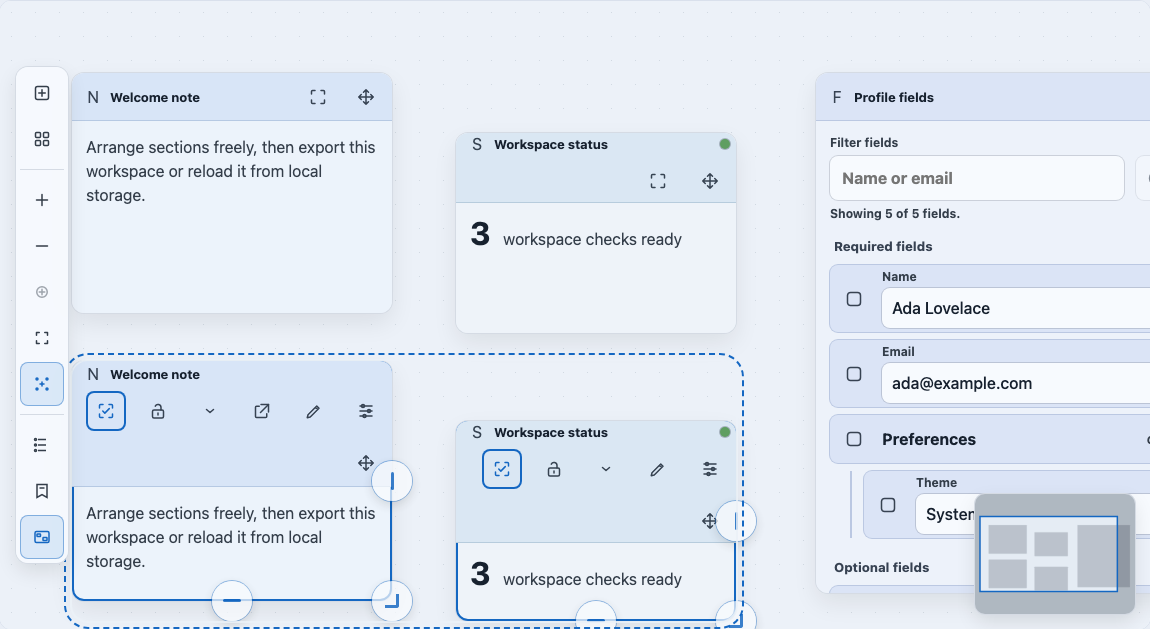 N Welcome note
Arrange sections freely, then export this
workspace or reload it from local
storage.
S Workspace status
3 workspace checks ready
F Profile fields
Filter fields
Name or email
Showing 5 of 5 fields.
Required fields
Name
Ada Lovelace
Email
ada@example.com
Preferences
Theme
Optional fields
N Welcome note
Arrange sections freely, then export this
workspace or reload it from local
storage.
S Workspace status
3 workspace checks ready